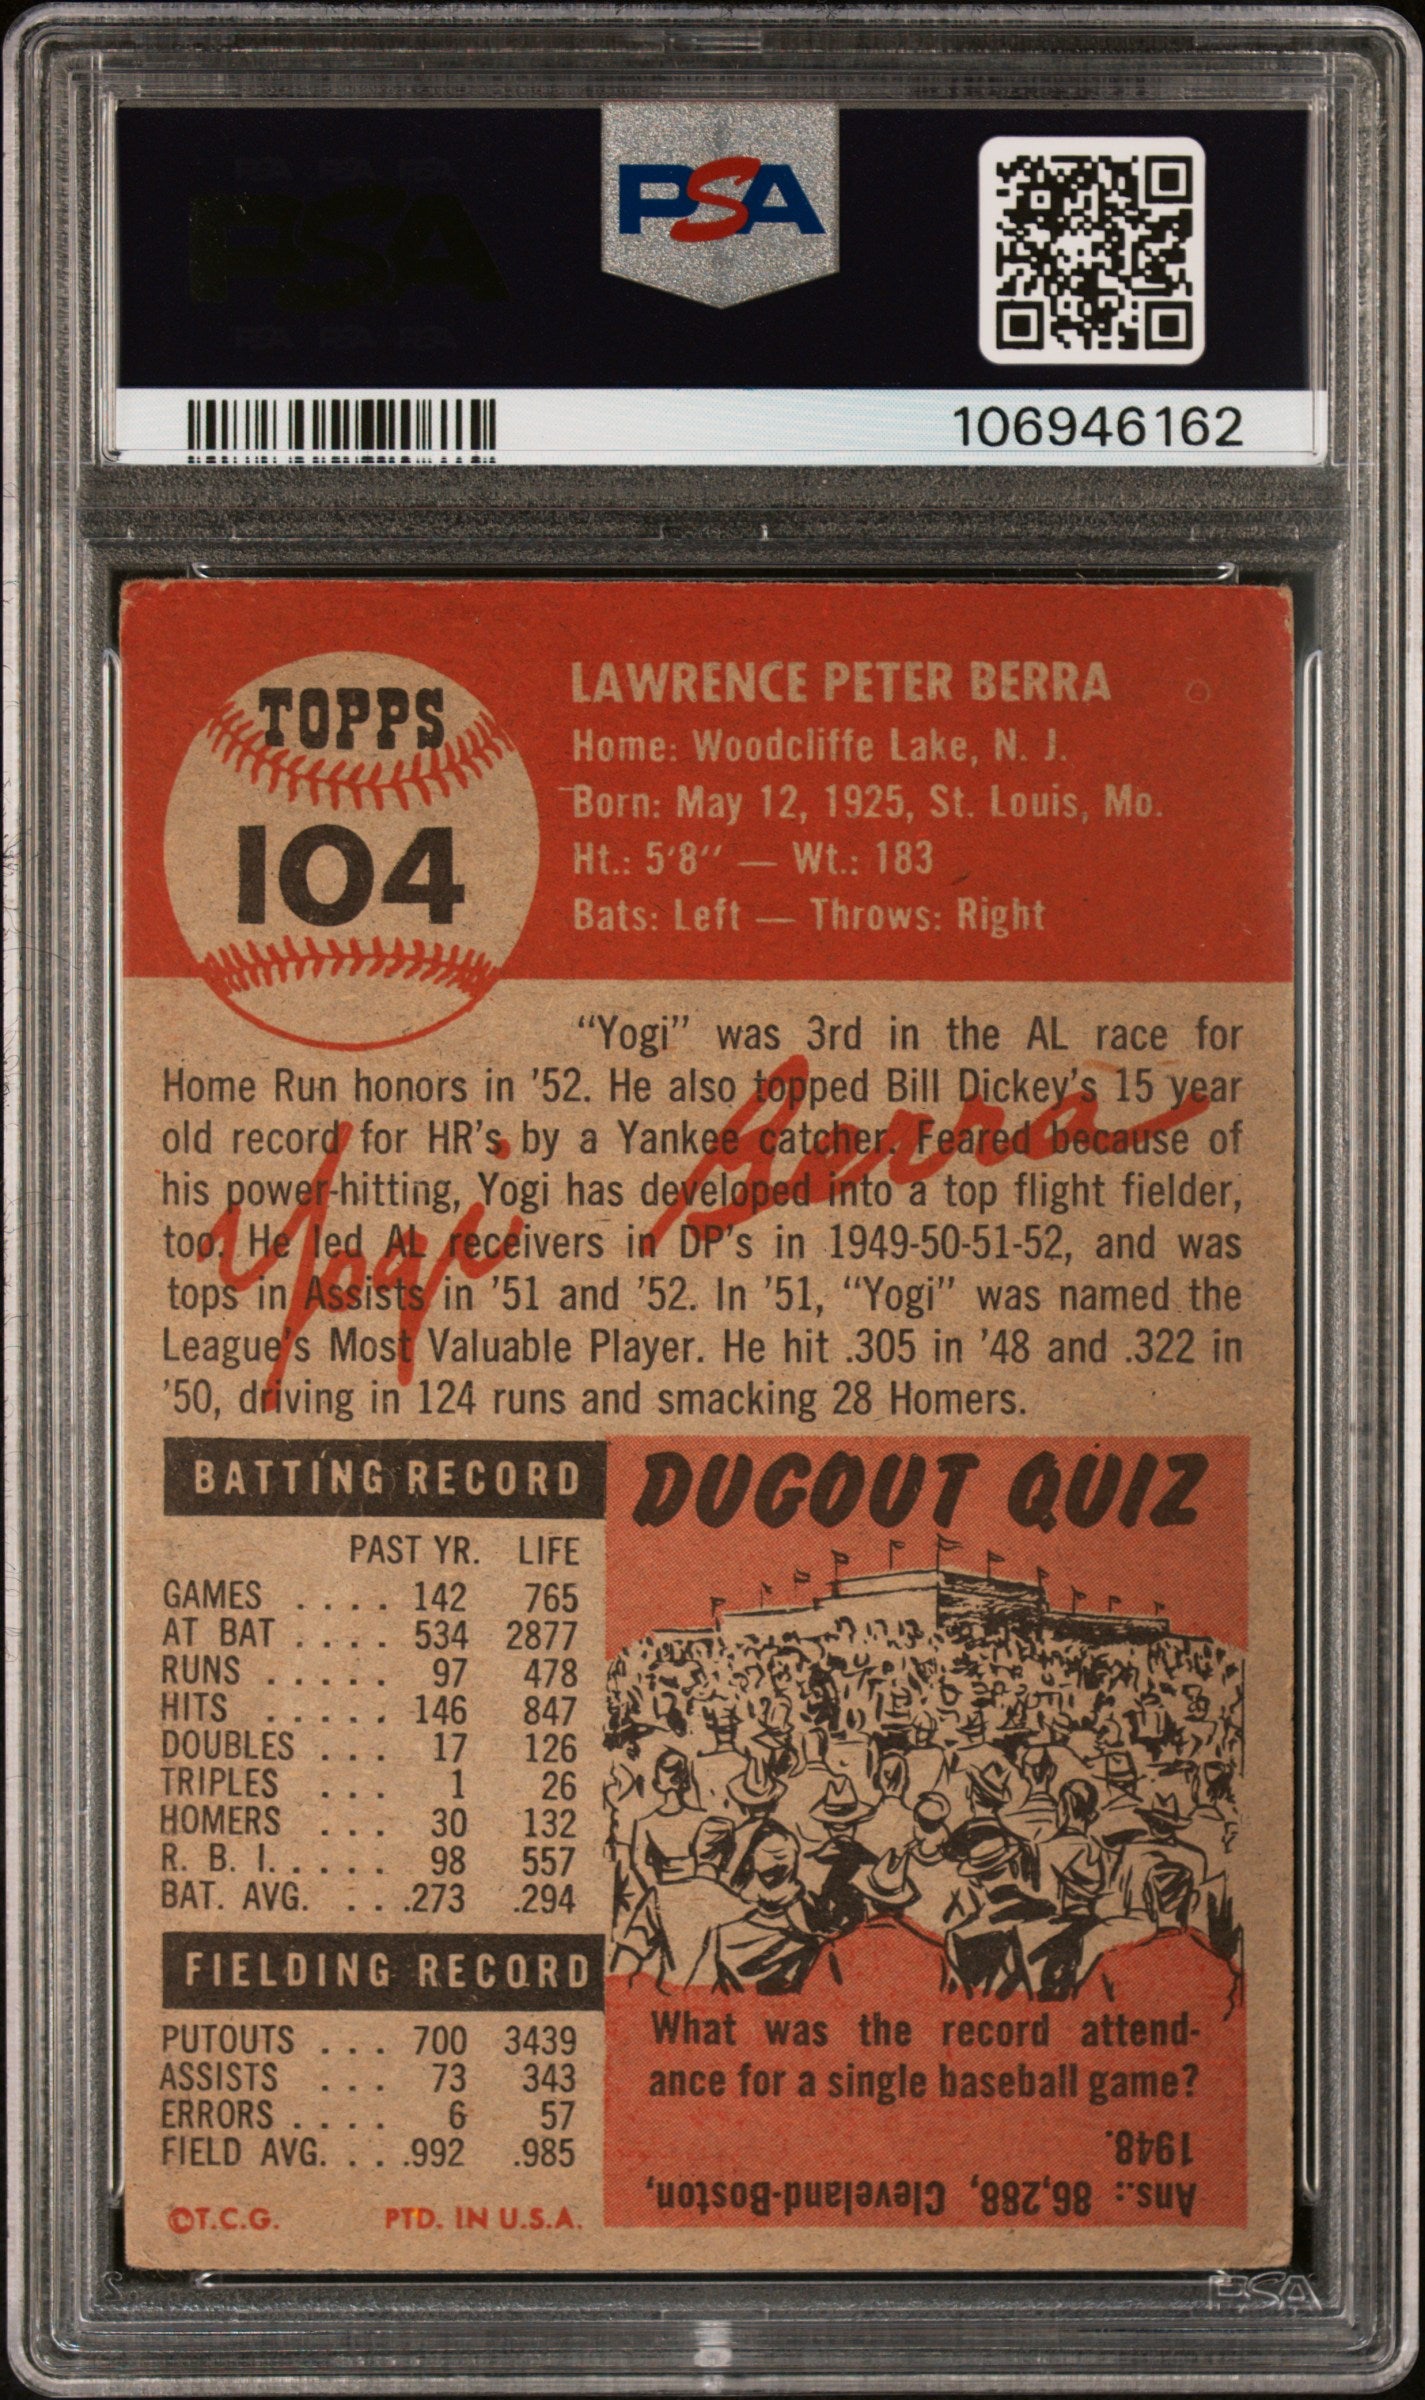 PSA PSA PSA
PSA
PSA PSA PSA
PSA
106946162
TOPPS
104
LAWRENCE PETER BERRA
Home: Woodcliffe Lake, N. J.
Born: May 12, 1925, St. Louis, Mo.
Ht.: 5'8'' — Wt.: 183
Bats: Left — Throws: Right
"Yogi" was 3rd in the AL race for
Home Run honors in '52. He also topped Bill Dickey's 15 year
old record for HR's by a Yankee catcher. Feared because of
his power-hitting, Yogi has developed into a top flight fielder,
too. He led AL receivers in DP's in 1949-50-51-52, and was
tops in Assists in '51 and '52. In '51, "Yogi" was named the
League's Most Valuable Player. He hit .305 in '48 and .322 in
'50, driving in 124 runs and smacking 28 Homers.
Yogi Berra
BATTING RECORD
PAST YR. LIFE
GAMES .... 142 765
AT BAT .... 534 2877
RUNS ..... 97 478
HITS ..... 146 847
DOUBLES ... 17 126
TRIPLES ... 1 26
HOMERS ... 30 132
R. B. I. .... 98 557
BAT. AVG. ... .273 .294
FIELDING RECORD
PUTOUTS ... 700 3439
ASSISTS ... 73 343
ERRORS .... 6 57
FIELD AVG. ... .992 .985
©T.C.G. PTD. IN U.S.A.
DUGOUT QUIZ
What was the record attend-
ance for a single baseball game?
Ans.: 86,288, Cleveland-Boston,
1948.
PSA